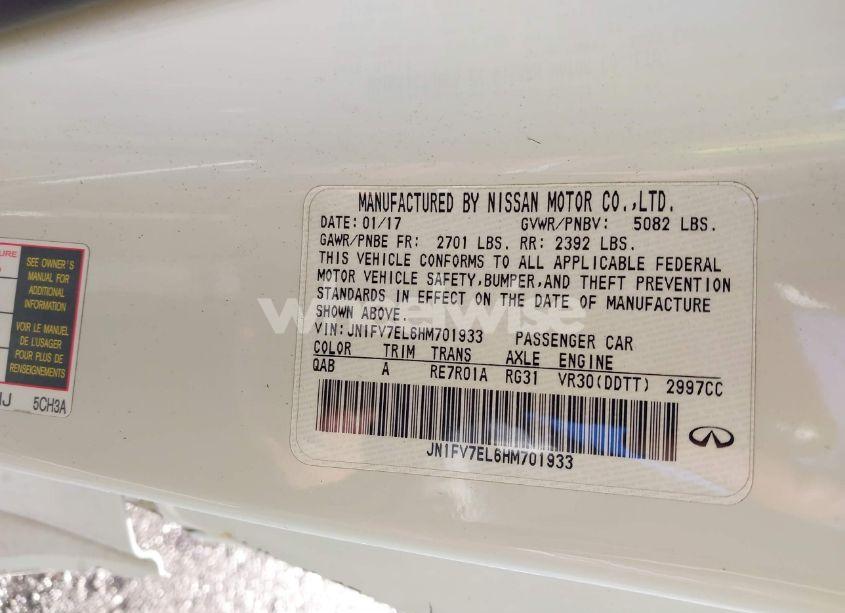 MANUFACTURED BY NISSAN MOTOR CO.,LTD.
DATE: 01/17 GVWR/PNBV: 5082 LBS.
GAWR/PNBE FR: 2701 LBS. RR: 2392 LBS.
THIS VEHICLE CONFORMS TO ALL APPLICABLE FEDERAL
MOTOR VEHICLE SAFETY, BUMPER, AND THEFT PREVENTION
STANDARDS IN EFFECT ON THE DATE OF MANUFACTURE
SHOWN ABOVE.
VIN: JN1FV7EL6HM701933 PASSENGER CAR
COLOR TRIM TRANS AXLE ENGINE
QAB A RE7R01A RG31 VR30(DDTT) 2997CC
JN1FV7EL6HM701933
SEE OWNER'S
MANUAL FOR
ADDITIONAL
INFORMATION
VOIR LE MANUEL
DE L'USAGER
POUR PLUS DE
RENSEIGNEMENTS
5CH3A